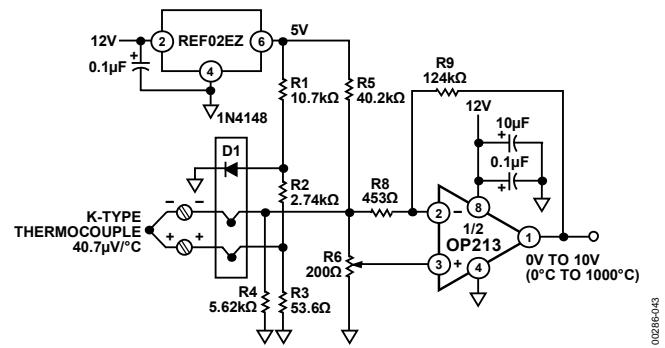 12V
2
REF02EZ
6
5V
+
0.1µF
4
1N4148
R1
10.7kΩ
R5
40.2kΩ
R9
124kΩ
12V
10µF
+
0.1µF
+
D1
R2
2.74kΩ
R8
453Ω
K-TYPE
THERMOCOUPLE
40.7µV/°C
– –
+ +
2 –
8
1/2
OP213
1
3 +
4
R6
200Ω
R4
5.62kΩ
R3
53.6Ω
0V TO 10V
(0°C TO 1000°C)
00286-043